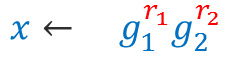 x ← g₁^r₁ g₂^r₂